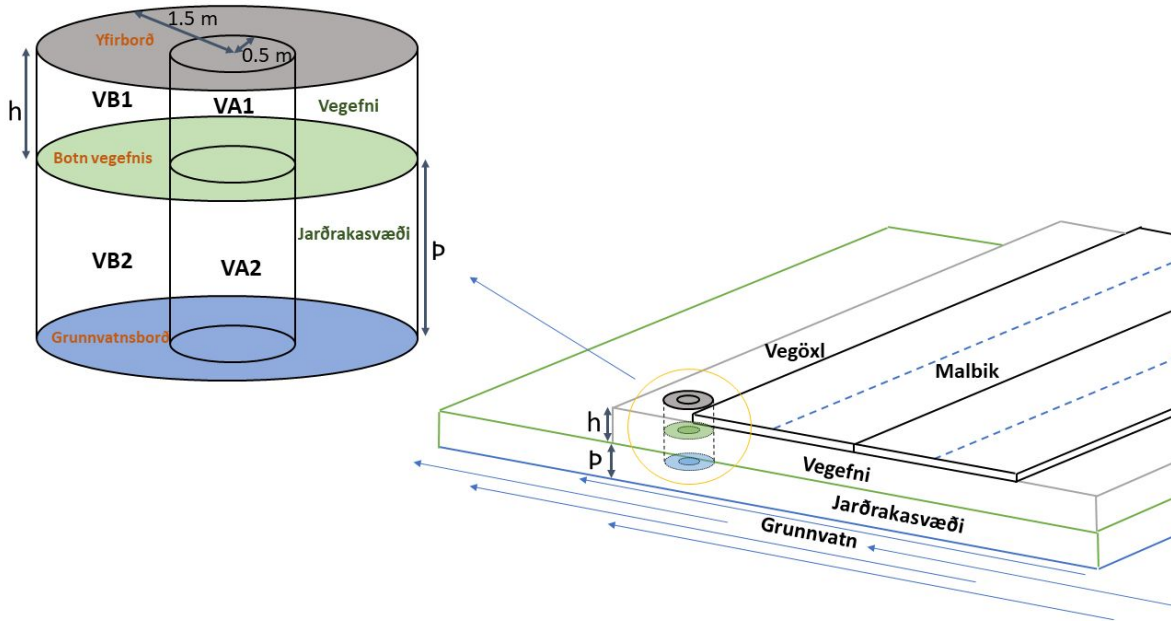 1.5 m
Yfirborð
0.5 m
h
VB1
VA1
Vegefni
Botn vegefnis
Jarðrakasvæði
VB2
VA2
Þ
Grunnvatnsborð
Vegöxl
Malbik
h
Þ
Vegefni
Jarðrakasvæði
Grunnvatn